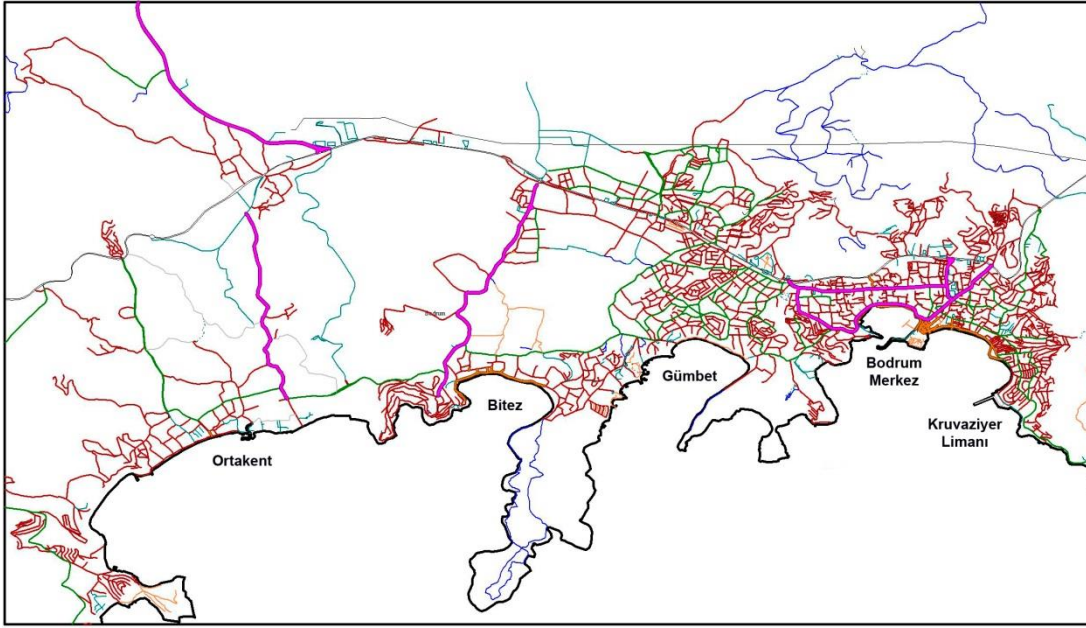 Bodrum
Merkez
Gümbet
Bitez
Kruvaziyer
Limanı
Ortakent